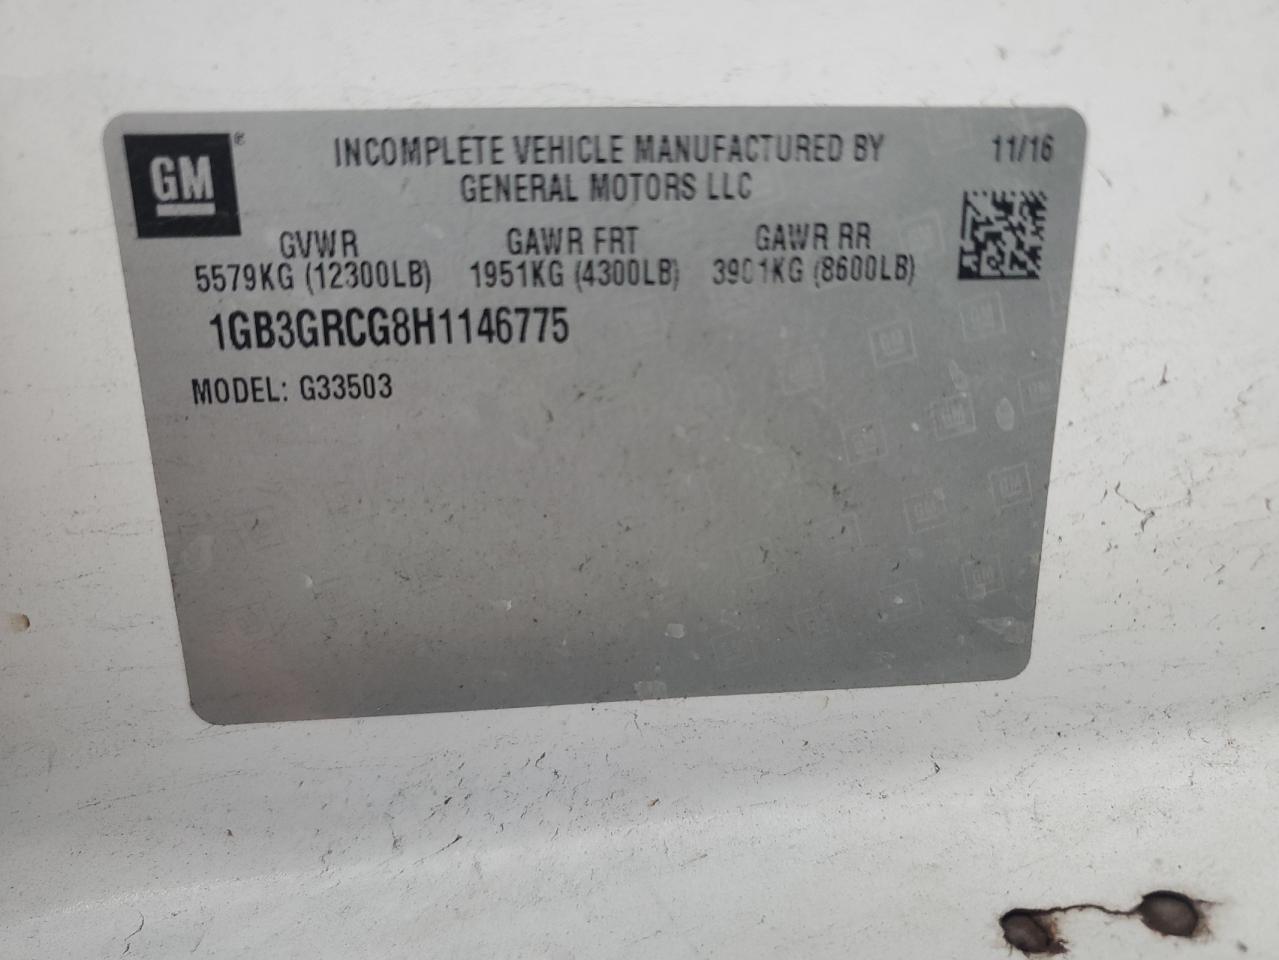 GM ®
INCOMPLETE VEHICLE MANUFACTURED BY
GENERAL MOTORS LLC
11/16
GVWR GAWR FRT GAWR RR
5579KG (12300LB) 1951KG (4300LB) 3901KG (8600LB)
1GB3GRCG8H1146775
MODEL: G33503